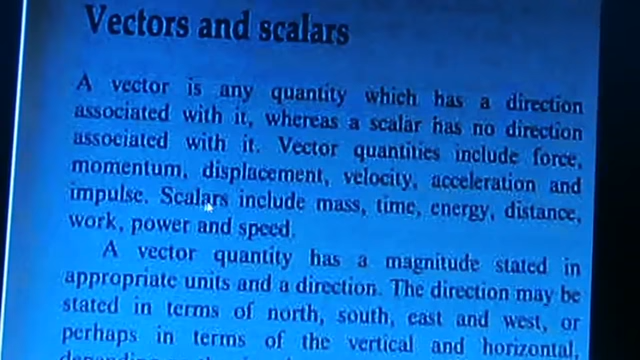 Vectors and scalars
A vector is any quantity which has a direction
associated with it, whereas a scalar has no direction
associated with it. Vector quantities include force,
momentum, displacement, velocity, acceleration and
impulse. Scalars include mass, time, energy, distance,
work, power and speed.
A vector quantity has a magnitude stated in
appropriate units and a direction. The direction may be
stated in terms of north, south, east and west, or
perhaps in terms of the vertical and horizontal,